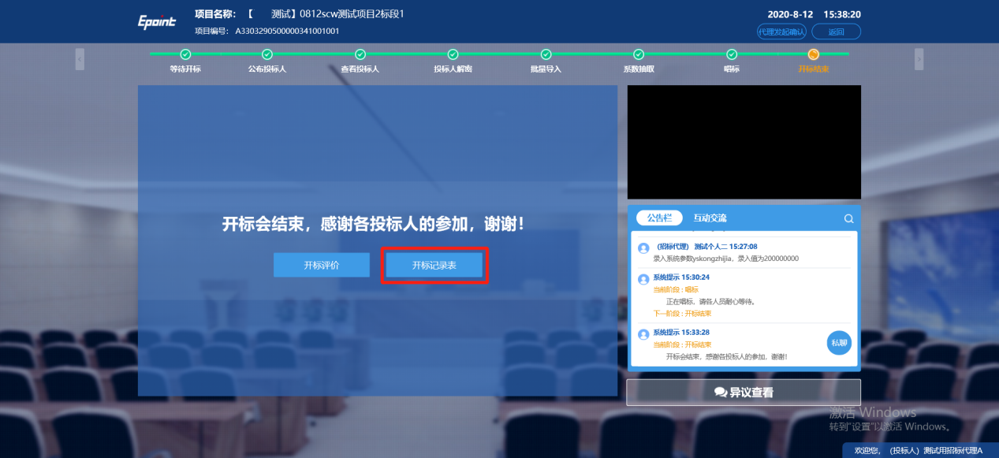 Epoint
项目名称： 【 测试】0812scw测试项目2标段1
项目编号： A3303290500000341001001
2020-8-12 15:38:20
代理发起确认
返回
等待开标
公布投标人
查看投标人
投标人解密
批量导入
系数抽取
唱标
开标结束
开标会结束，感谢各投标人的参加，谢谢！
开标评价
开标记录表
公告栏
互动交流
（招标代理） 测试个人二 15:27:08
录入系统参数yskongzhijia，录入值为200000000
系统提示 15:30:24
当前阶段：唱标
正在唱标，请各人员耐心等待。
下一阶段：开标结束
系统提示 15:33:28
当前阶段：开标结束
开标会结束，感谢各投标人的参加，谢谢！
私聊
异议查看
激活 Windows
转到"设置"以激活 Windows。
欢迎您，（投标人）测试用招标代理A